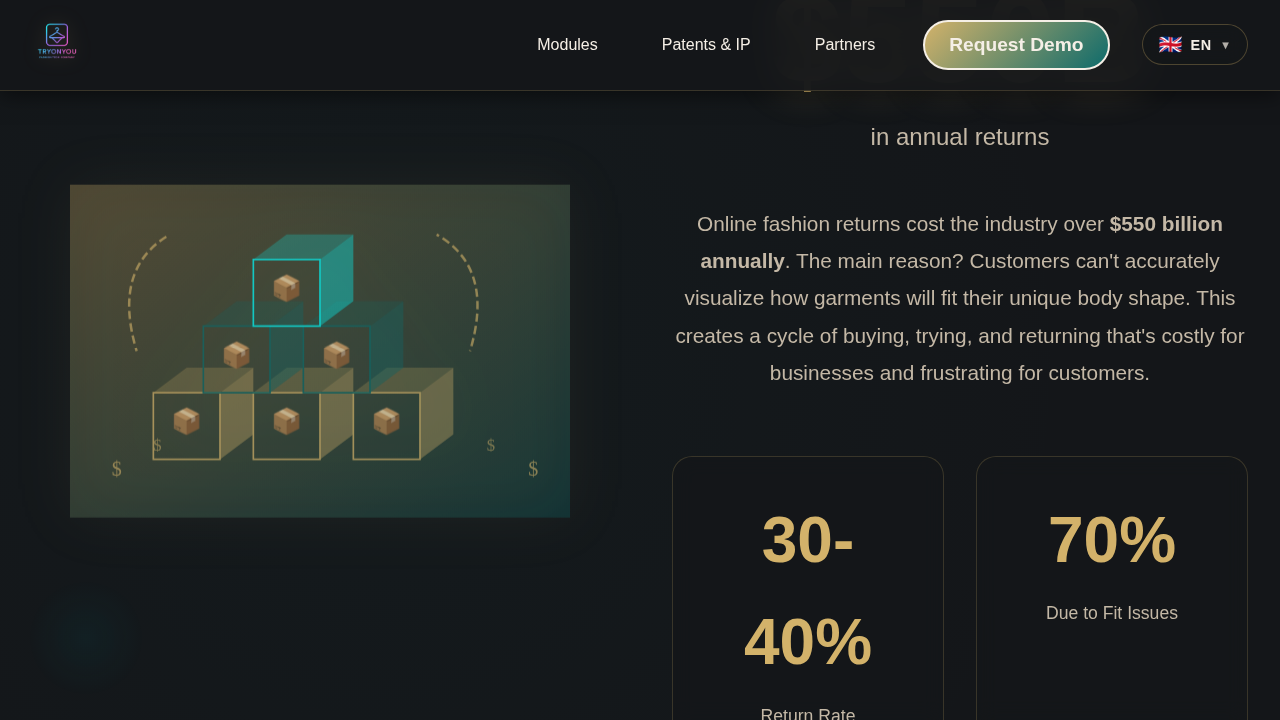 TRYONYOU
Modules
Patents & IP
Partners
Request Demo
EN
in annual returns
Online fashion returns cost the industry over $550 billion
annually. The main reason? Customers can't accurately
visualize how garments will fit their unique body shape. This
creates a cycle of buying, trying, and returning that's costly for
businesses and frustrating for customers.
$
$
$
$
30-
40%
Return Rate
70%
Due to Fit Issues